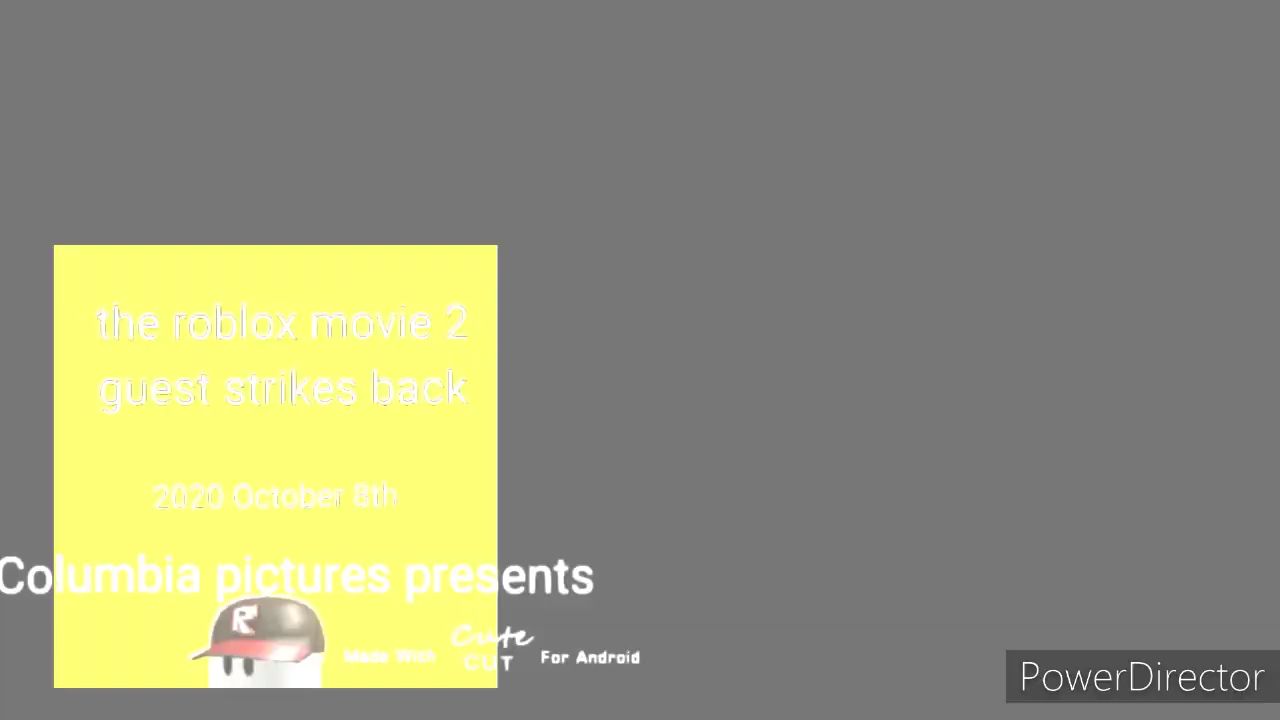 the roblox movie 2
guest strikes back
2020 October 8th
Columbia pictures presents
R
Made With Cute CUT For Android
PowerDirector